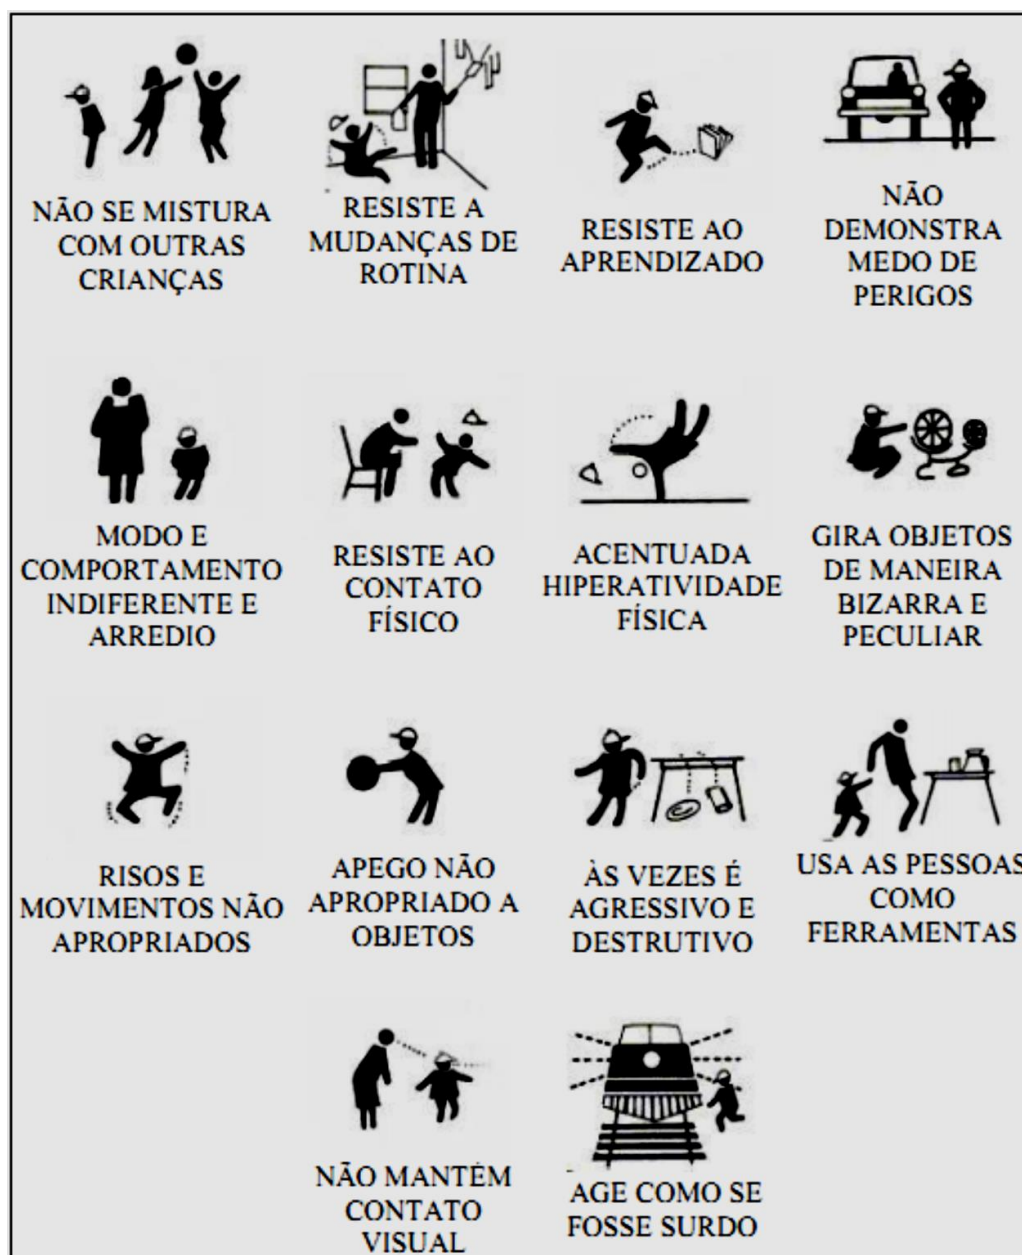 NÃO SE MISTURA
COM OUTRAS
CRIANÇAS
RESISTE A
MUDANÇAS DE
ROTINA
RESISTE AO
APRENDIZADO
NÃO
DEMONSTRA
MEDO DE
PERIGOS
MODO E
COMPORTAMENTO
INDIFERENTE E
ARREDIO
RESISTE AO
CONTATO
FÍSICO
ACENTUADA
HIPERATIVIDADE
FÍSICA
GIRA OBJETOS
DE MANEIRA
BIZARRA E
PECULIAR
RISOS E
MOVIMENTOS NÃO
APROPRIADOS
APEGO NÃO
APROPRIADO A
OBJETOS
ÀS VEZES É
AGRESSIVO E
DESTRUTIVO
USA AS PESSOAS
COMO
FERRAMENTAS
NÃO MANTÉM
CONTATO
VISUAL
AGE COMO SE
FOSSE SURDO